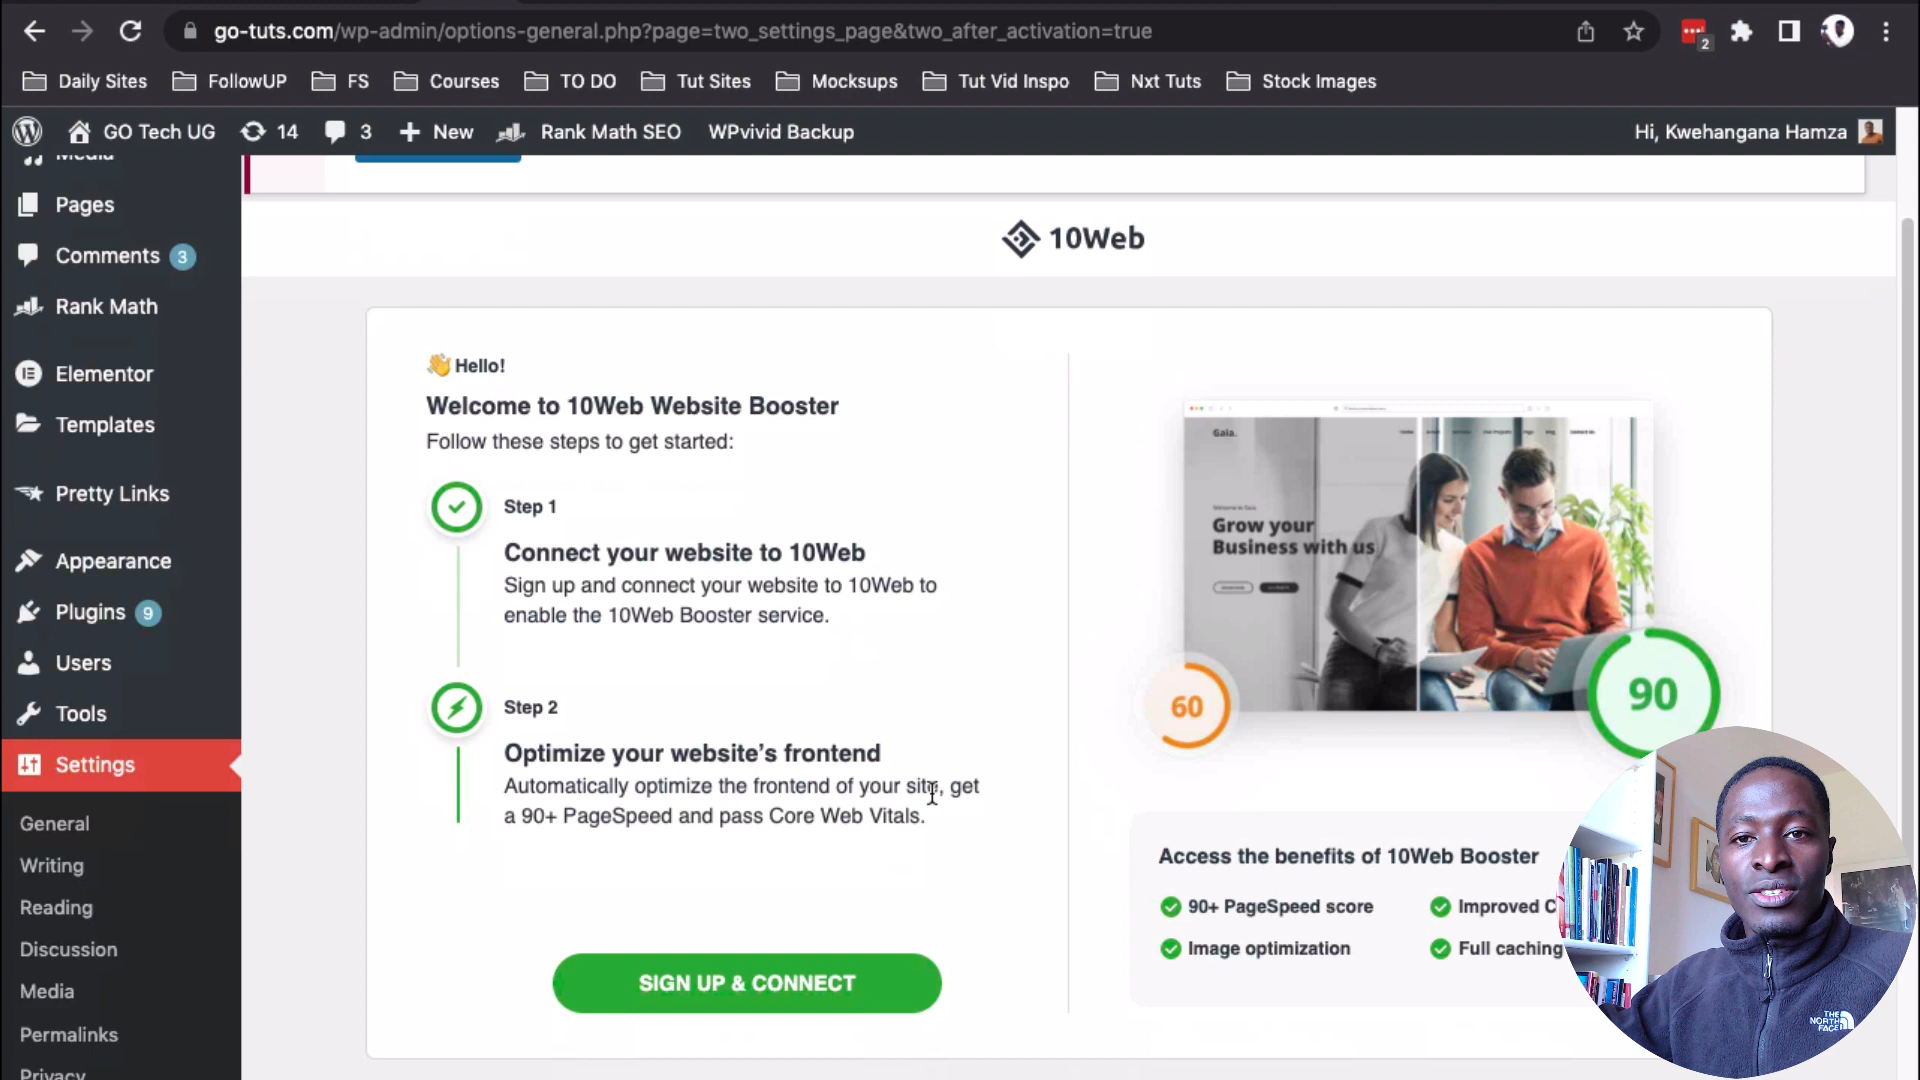 go-tuts.com/wp-admin/options-general.php?page=two_settings_page&two_after_activation=true
2
Daily Sites
FollowUP
FS
Courses
TO DO
Tut Sites
Mocksups
Tut Vid Inspo
Nxt Tuts
Stock Images
GO Tech UG
14
3
New
Rank Math SEO
WPvivid Backup
Hi, Kwehangana Hamza
Media
Pages
Comments 3
Rank Math
Elementor
Templates
Pretty Links
Appearance
Plugins 9
Users
Tools
Settings
General
Writing
Reading
Discussion
Media
Permalinks
Privacy
10Web
Hello!
Welcome to 10Web Website Booster
Follow these steps to get started:
Step 1
Connect your website to 10Web
Sign up and connect your website to 10Web to
enable the 10Web Booster service.
Step 2
Optimize your website's frontend
Automatically optimize the frontend of your site, get
a 90+ PageSpeed and pass Core Web Vitals.
SIGN UP & CONNECT
Gaia.
Grow your
Business with us
60
90
Access the benefits of 10Web Booster
90+ PageSpeed score
Improved C
Image optimization
Full caching
THE
NORTH
FACE